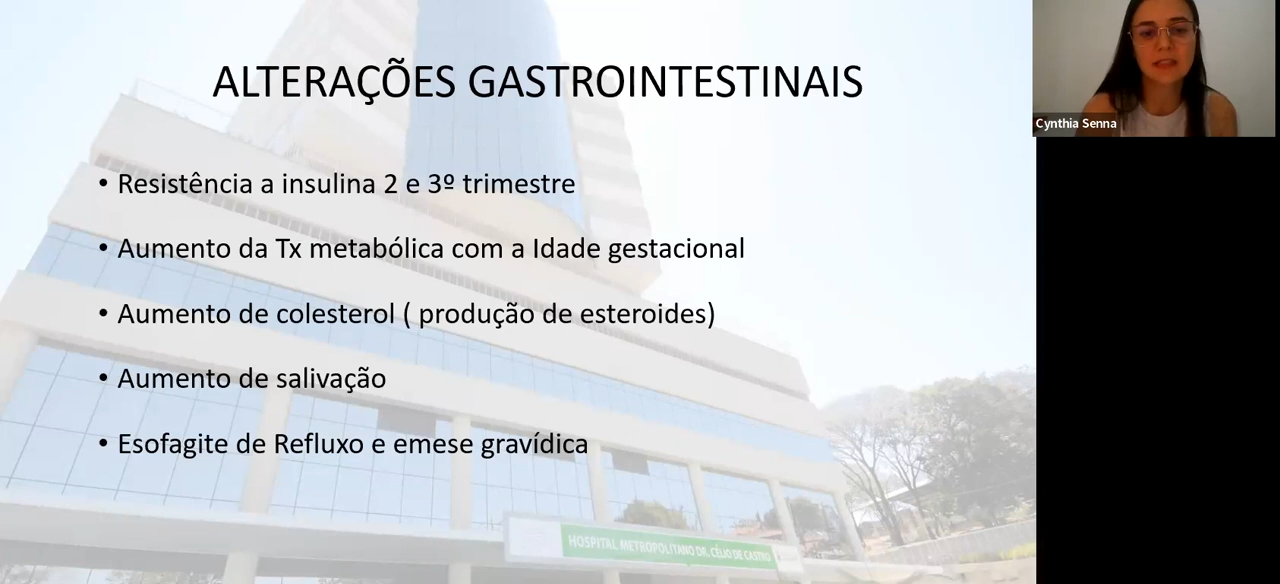 ALTERAÇÕES GASTROINTESTINAIS
Cynthia Senna
• Resistência a insulina 2 e 3º trimestre
• Aumento da Tx metabólica com a Idade gestacional
• Aumento de colesterol ( produção de esteroides)
• Aumento de salivação
• Esofagite de Refluxo e emese gravídica
HOSPITAL METROPOLITANO DR. CÉLIO DE CASTRO